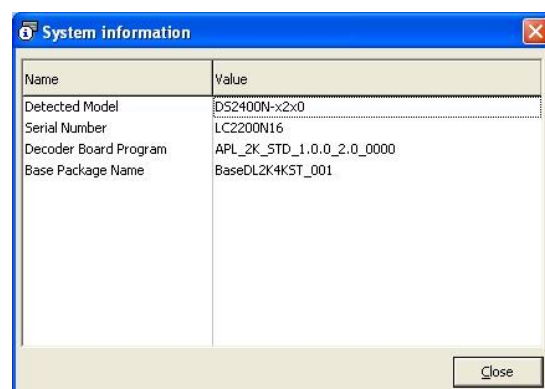 System information
Name Value
Detected Model DS2400N-x2x0
Serial Number LC2200N16
Decoder Board Program APL_2K_STD_1.0.0_2.0_0000
Base Package Name BaseDL2K4KST_001
Close